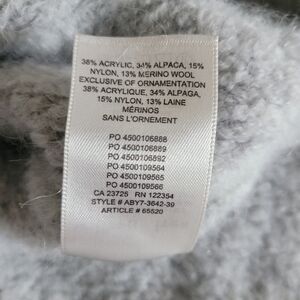 38% ACRYLIC, 34% ALPACA, 15%
NYLON, 13% MERINO WOOL
EXCLUSIVE OF ORNAMENTATION
38% ACRYLIQUE, 34% ALPAGA,
15% NYLON, 13% LAINE
MÉRINOS
SANS L'ORNEMENT
PO 4500106888
PO 4500106889
PO 4500106892
PO 4500109564
PO 4500109565
PO 4500109566
CA 23725 RN 122354
STYLE # ABY7-3642-39
ARTICLE # 65520